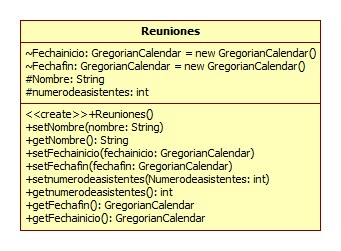 Reuniones
~Fechainicio: GregorianCalendar = new GregorianCalendar()
~Fechafin: GregorianCalendar = new GregorianCalendar()
#Nombre: String
#numerodeasistentes: int
<<create>>+Reuniones()
+setNombre(nombre: String)
+getNombre(): String
+setFechainicio(fechainicio: GregorianCalendar)
+setFechafin(fechafin: GregorianCalendar)
+setnumerodeasistentes(Numerodeasistentes: int)
+getnumerodeasistentes(): int
+getFechafin(): GregorianCalendar
+getFechainicio(): GregorianCalendar